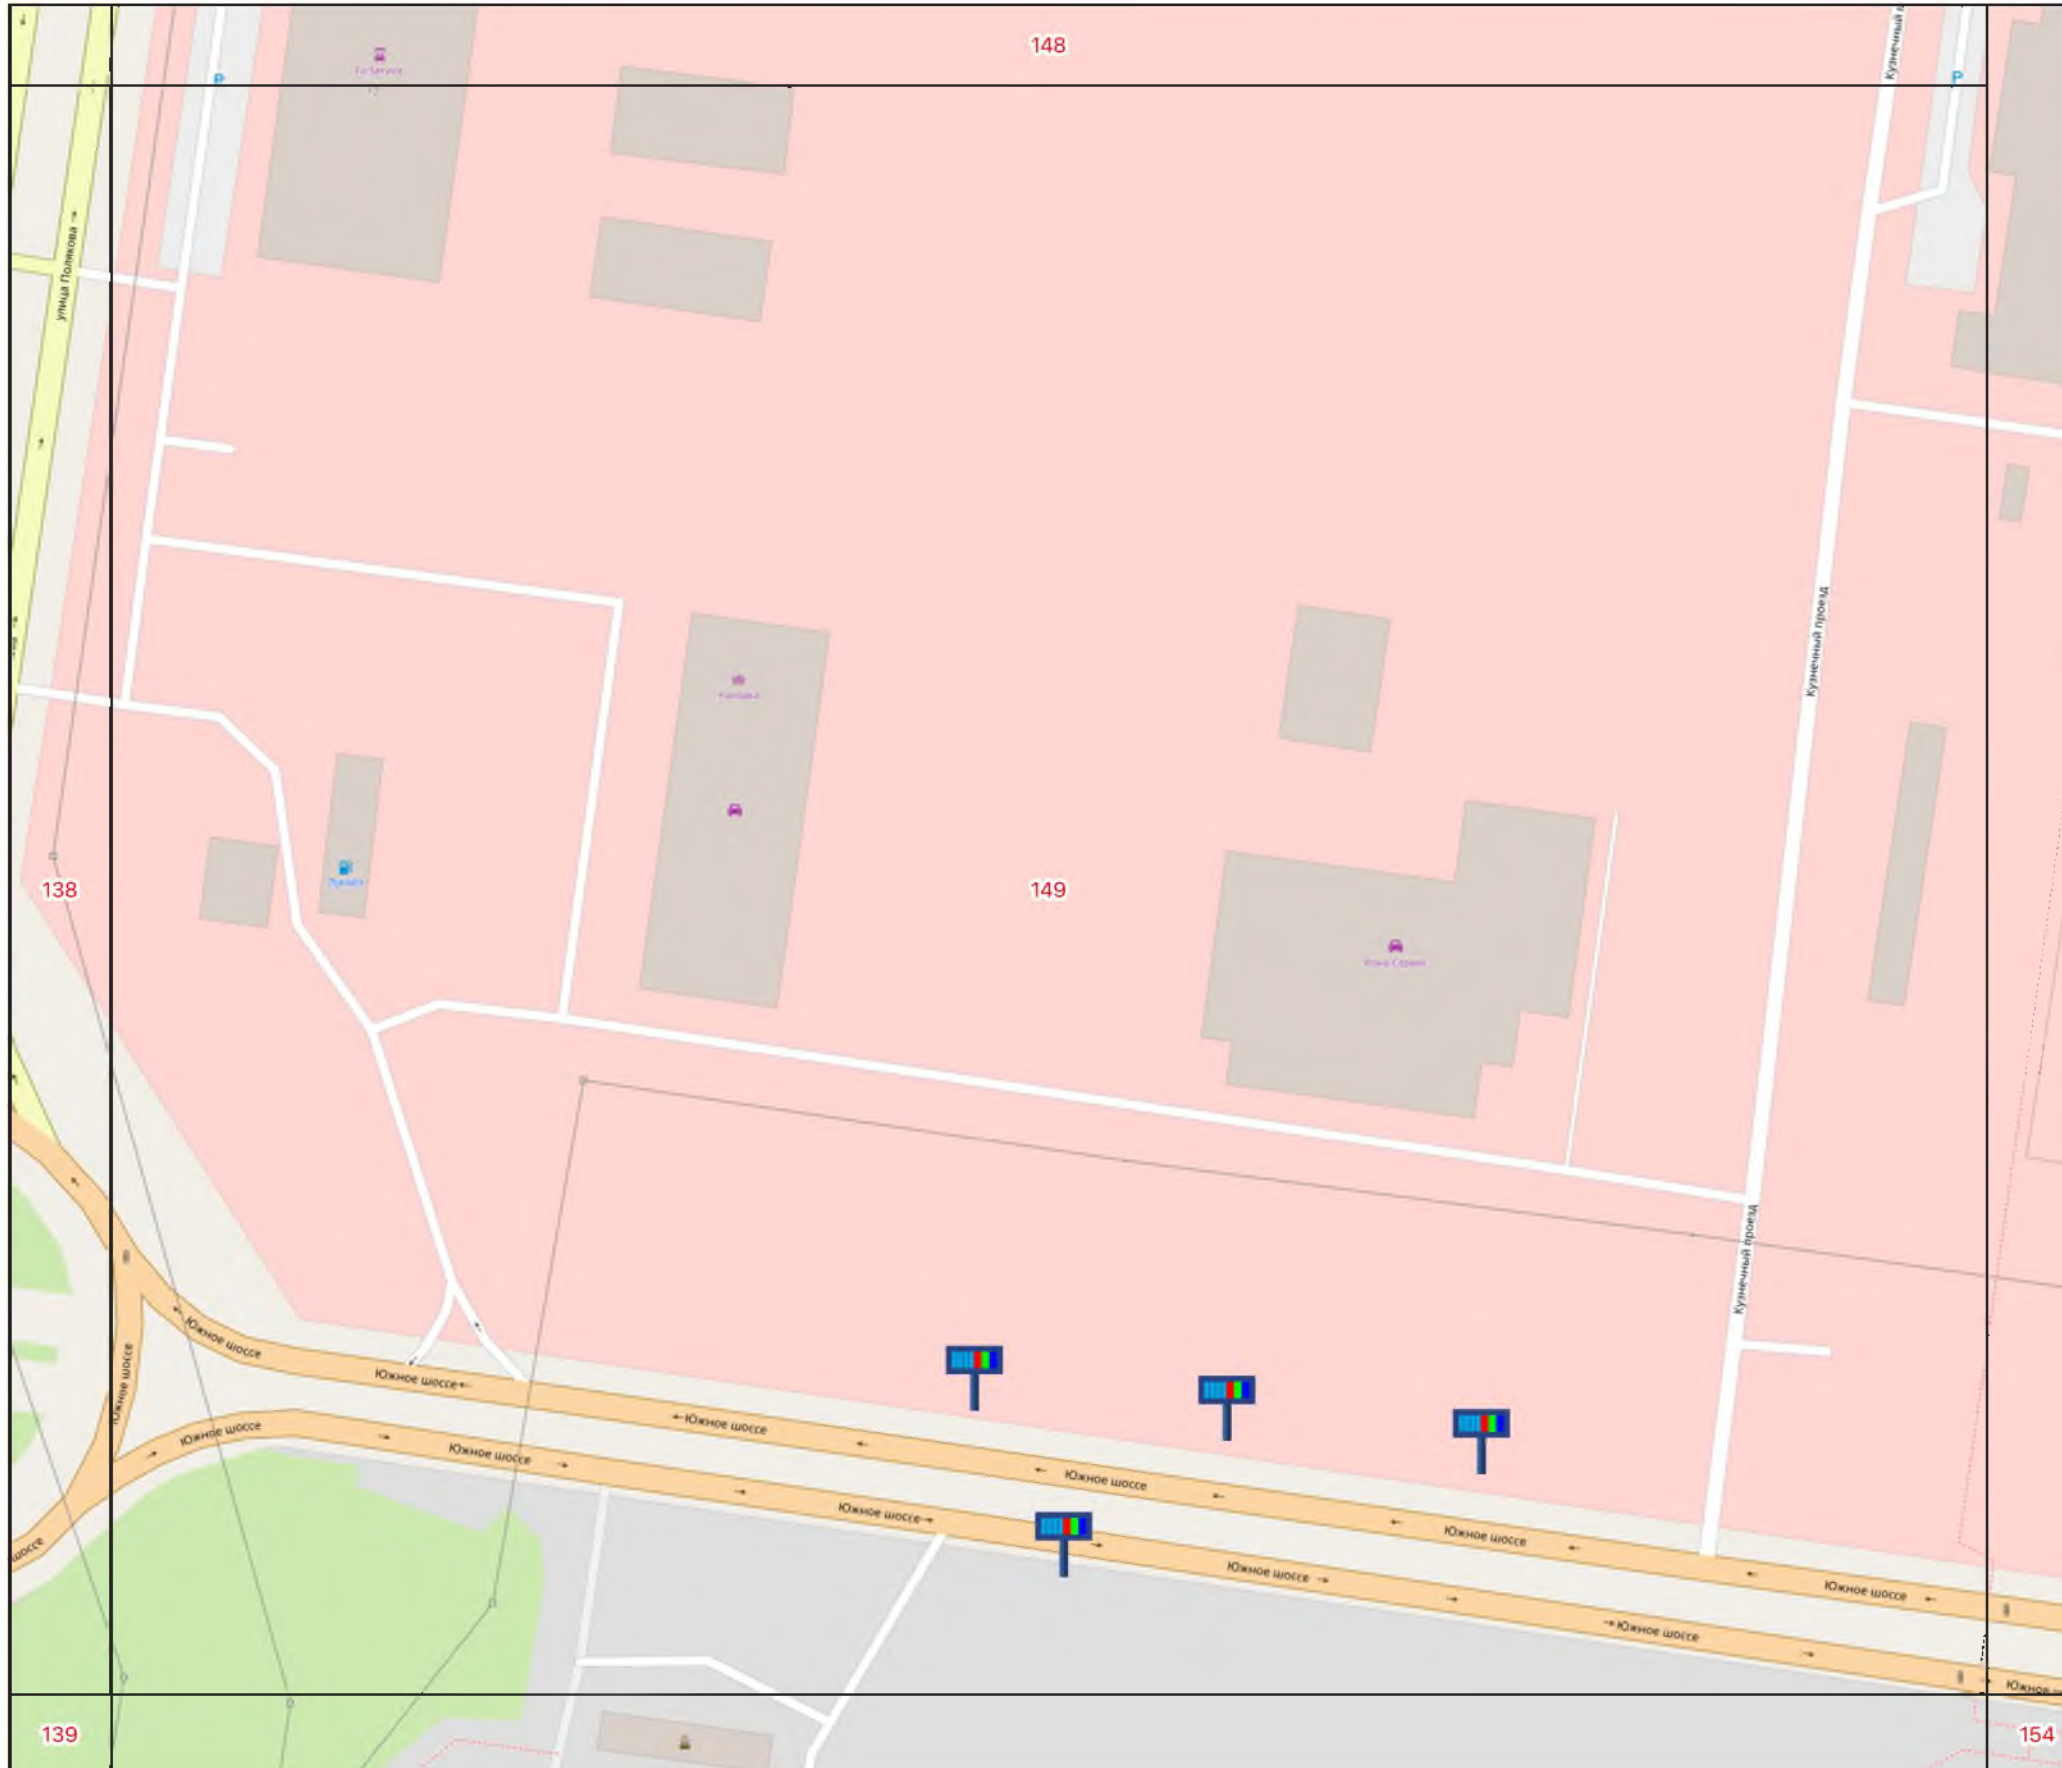 148
Кузнечный
P
P
улица Полякова
Кузнечный проезд
138
149
Кузнечный проезд
Южное шоссе
Южное шоссе
Южное шоссе
Южное шоссе
Южное шоссе
Южное шоссе
Южное шоссе
Южное шоссе
Южное шоссе
Южное шоссе
Южное шоссе
Южное шоссе
шоссе
Южное
139
154